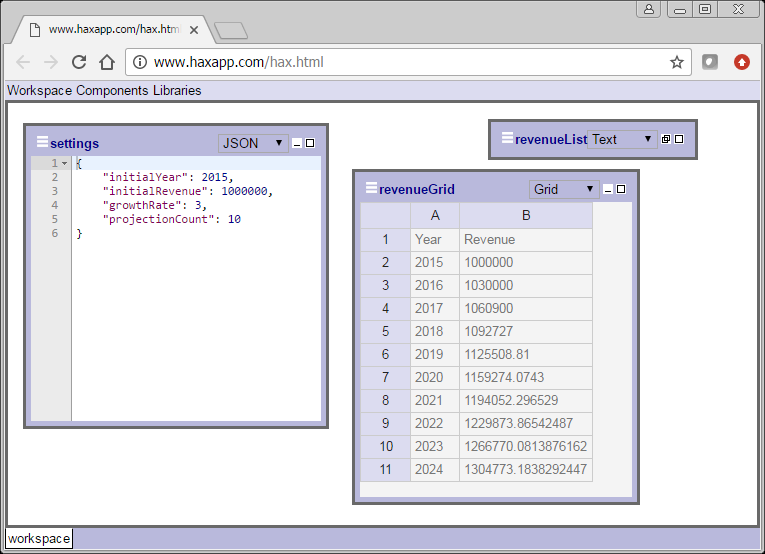 www.haxapp.com/hax.htm
www.haxapp.com/hax.html
Workspace Components Libraries
settings JSON
1 {
2 "initialYear": 2015,
3 "initialRevenue": 1000000,
4 "growthRate": 3,
5 "projectionCount": 10
6 }
revenueList Text
revenueGrid Grid
A B
1 Year Revenue
2 2015 1000000
3 2016 1030000
4 2017 1060900
5 2018 1092727
6 2019 1125508.81
7 2020 1159274.0743
8 2021 1194052.296529
9 2022 1229873.86542487
10 2023 1266770.0813876162
11 2024 1304773.1838292447
workspace